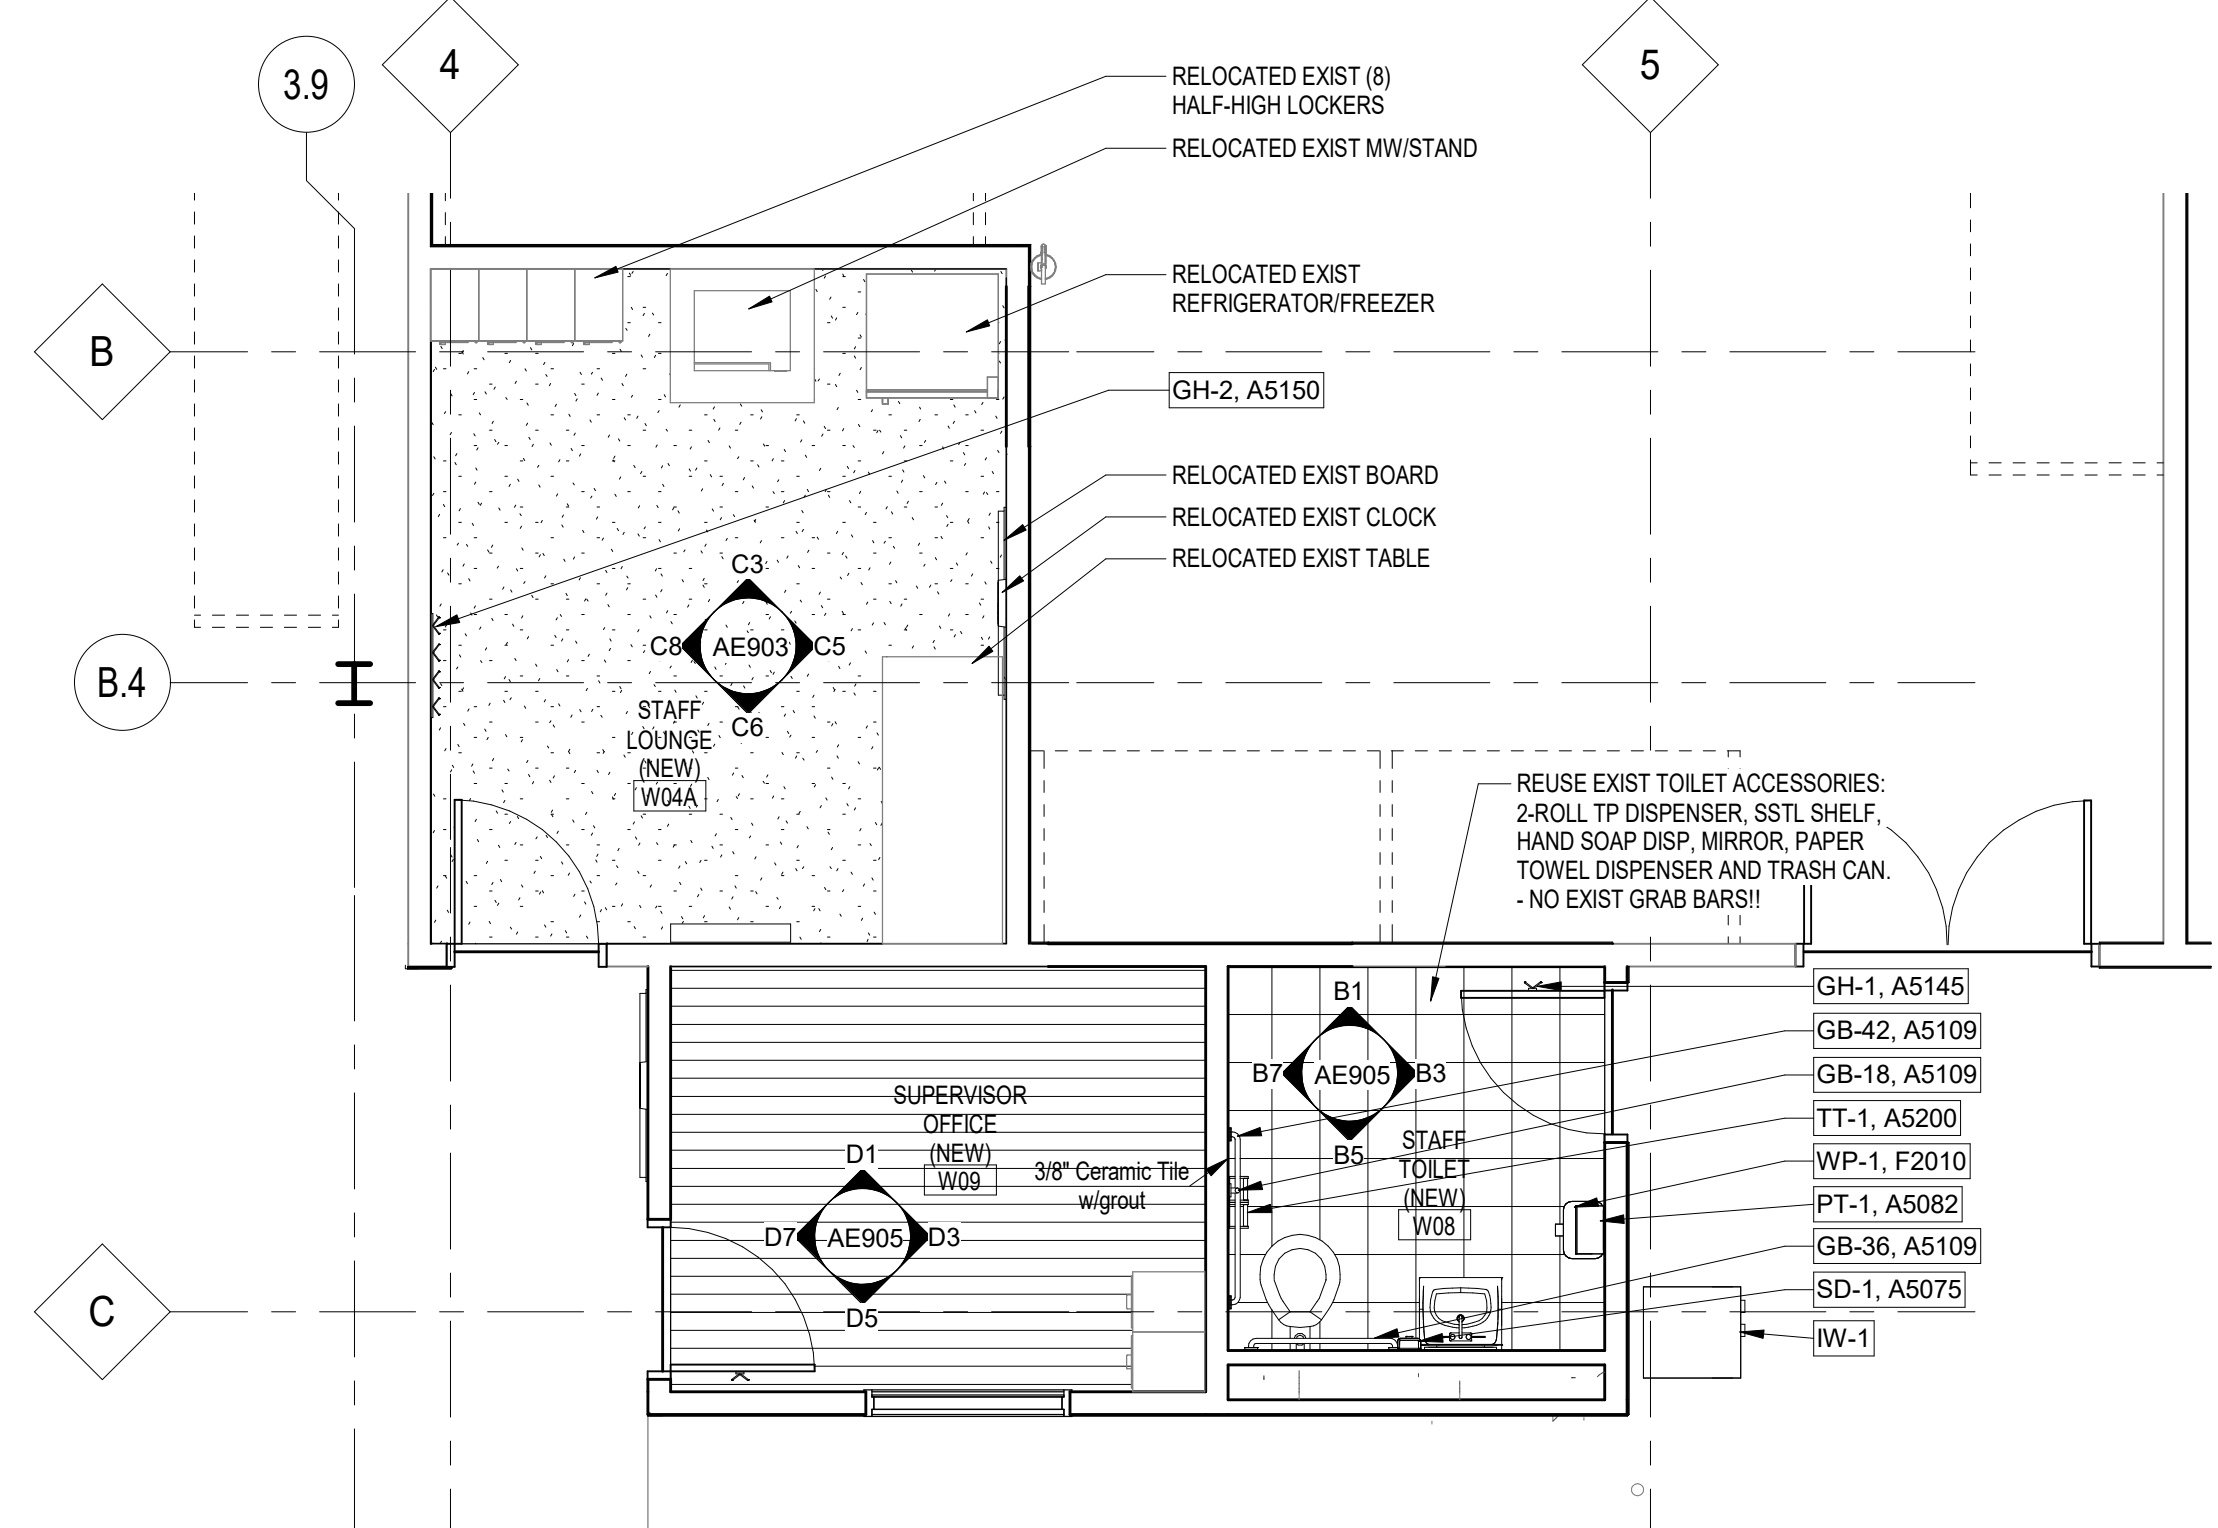 3.9
4
5
RELOCATED EXIST (8)
HALF-HIGH LOCKERS
RELOCATED EXIST MW/STAND
RELOCATED EXIST
REFRIGERATOR/FREEZER
B
GH-2, A5150
RELOCATED EXIST BOARD
RELOCATED EXIST CLOCK
RELOCATED EXIST TABLE
C3
C8
AE903
C5
C6
B.4
STAFF
LOUNGE
(NEW)
W04A
REUSE EXIST TOILET ACCESSORIES:
2-ROLL TP DISPENSER, SSTL SHELF,
HAND SOAP DISP, MIRROR, PAPER
TOWEL DISPENSER AND TRASH CAN.
- NO EXIST GRAB BARS!!
GH-1, A5145
GB-42, A5109
GB-18, A5109
TT-1, A5200
WP-1, F2010
PT-1, A5082
GB-36, A5109
SD-1, A5075
IW-1
B1
B7
AE905
B3
B5
STAFF
TOILET
(NEW)
W08
SUPERVISOR
OFFICE
(NEW)
W09
3/8" Ceramic Tile
w/grout
D1
D7
AE905
D3
D5
C